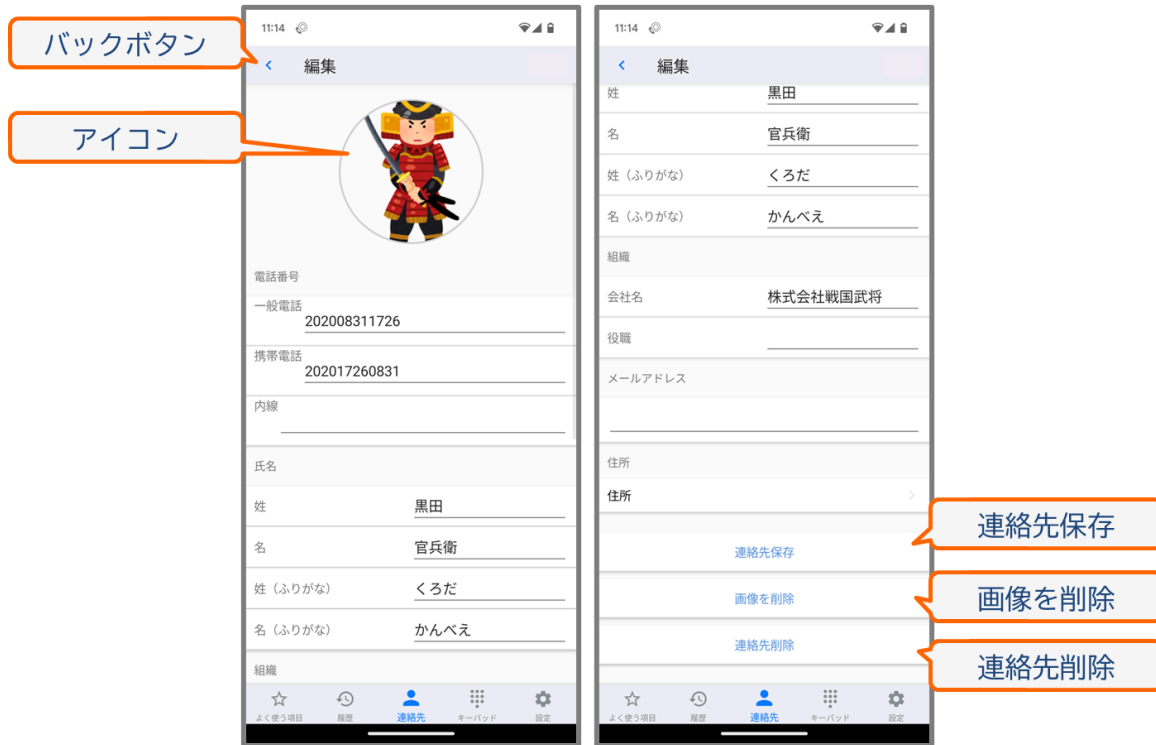 バックボタン
アイコン
11:14
編集
電話番号
一般電話
202008311726
携帯電話
202017260831
内線
氏名
姓 黒田
名 官兵衛
姓（ふりがな） くろだ
名（ふりがな） かんべえ
組織
よく使う項目 履歴 連絡先 キーパッド 設定
11:14
編集
姓 黒田
名 官兵衛
姓（ふりがな） くろだ
名（ふりがな） かんべえ
組織
会社名 株式会社戦国武将
役職
メールアドレス
住所
住所
連絡先保存
画像を削除
連絡先削除
よく使う項目 履歴 連絡先 キーパッド 設定
連絡先保存
画像を削除
連絡先削除